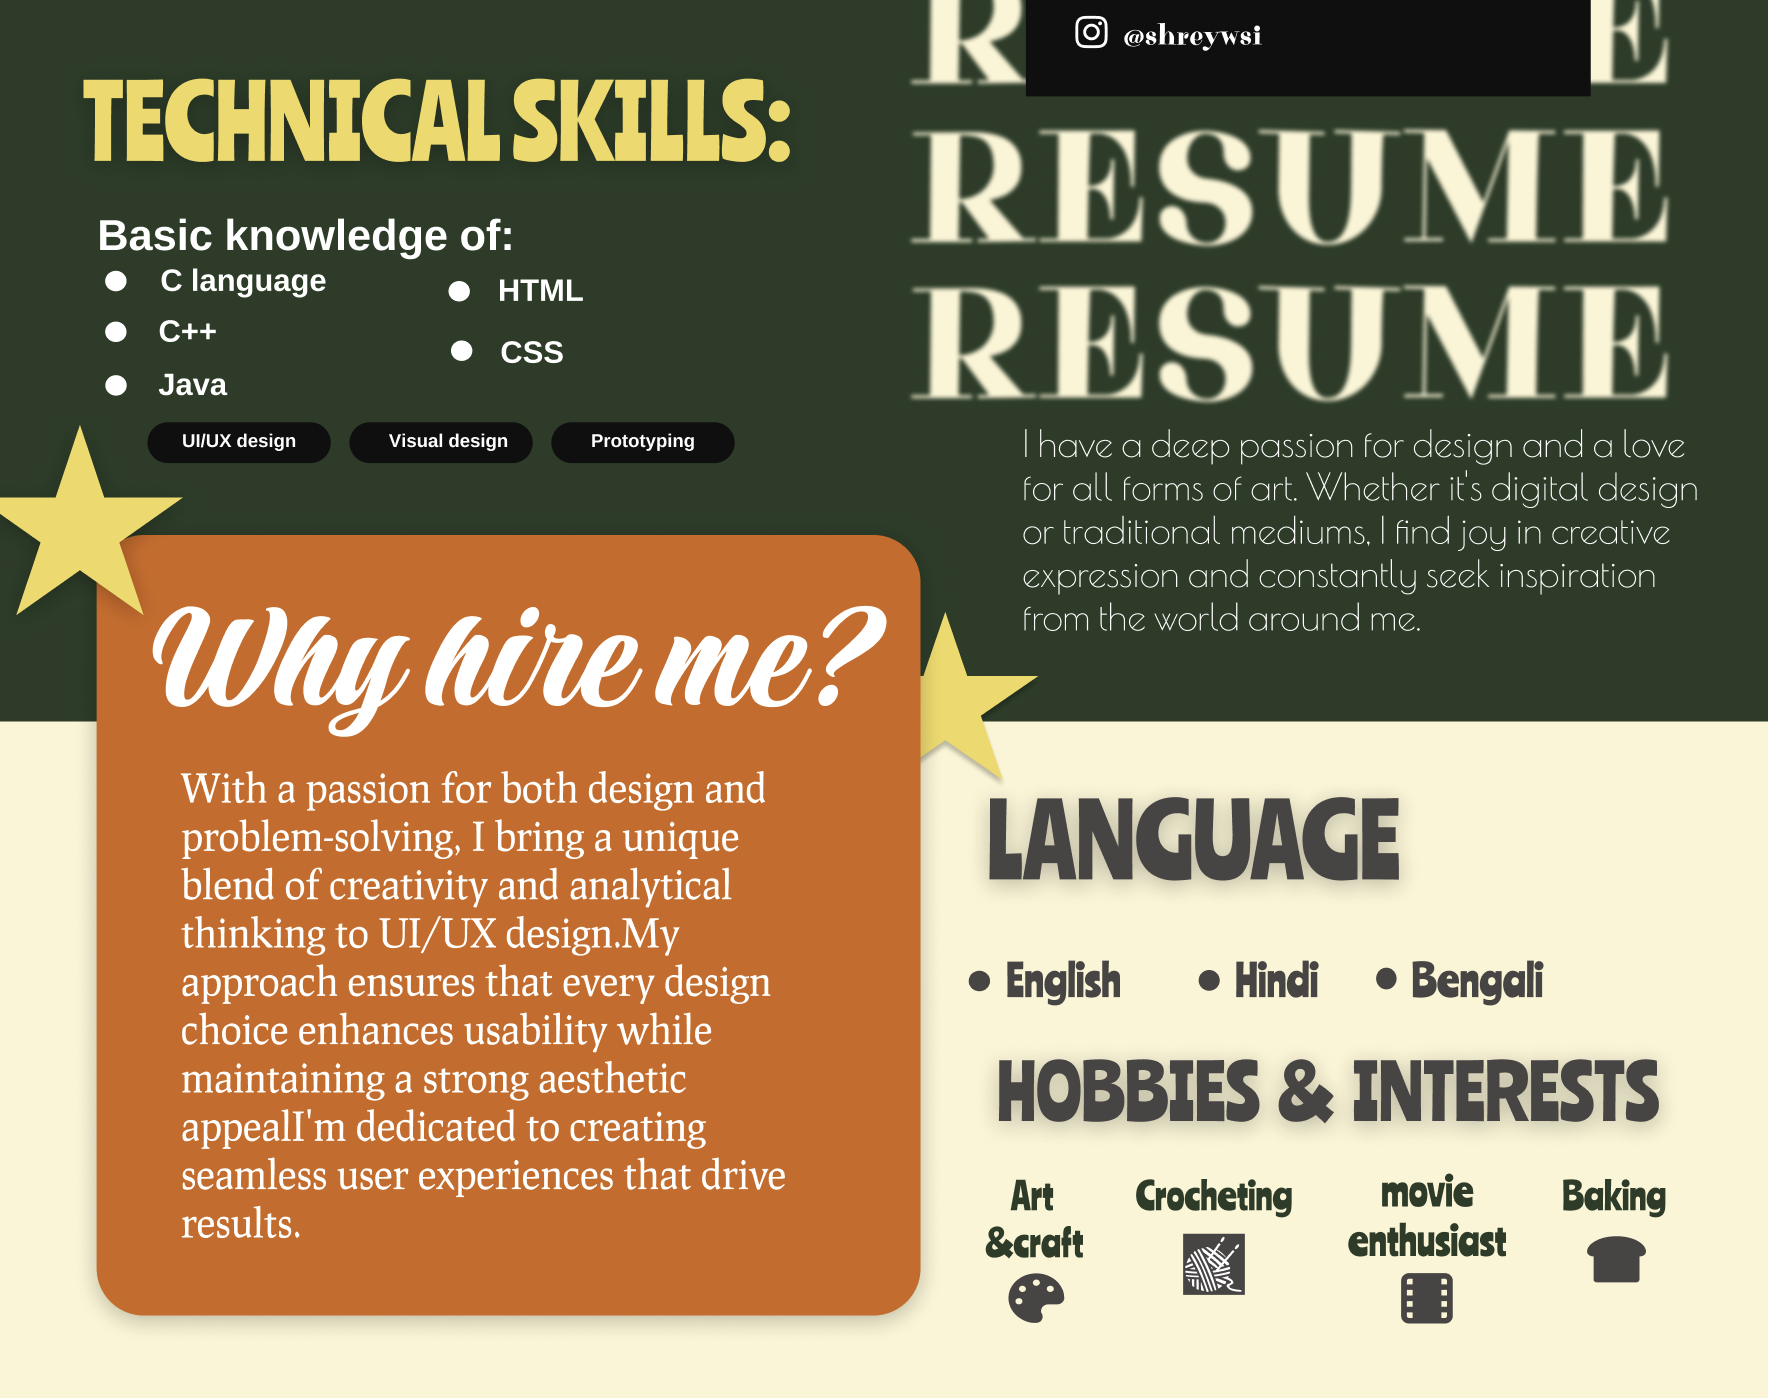 TECHNICAL SKILLS:
Basic knowledge of:
C language
C++
Java
HTML
CSS
UI/UX design
Visual design
Prototyping
Why hire me?
With a passion for both design and
problem-solving, I bring a unique
blend of creativity and analytical
thinking to UI/UX design.My
approach ensures that every design
choice enhances usability while
maintaining a strong aesthetic
appealI'm dedicated to creating
seamless user experiences that drive
results.
R E
@shreywsi
RESUME
RESUME
I have a deep passion for design and a love
for all forms of art. Whether it's digital design
or traditional mediums, I find joy in creative
expression and constantly seek inspiration
from the world around me.
LANGUAGE
English
Hindi
Bengali
HOBBIES & INTERESTS
Art
&craft
Crocheting
movie
enthusiast
Baking